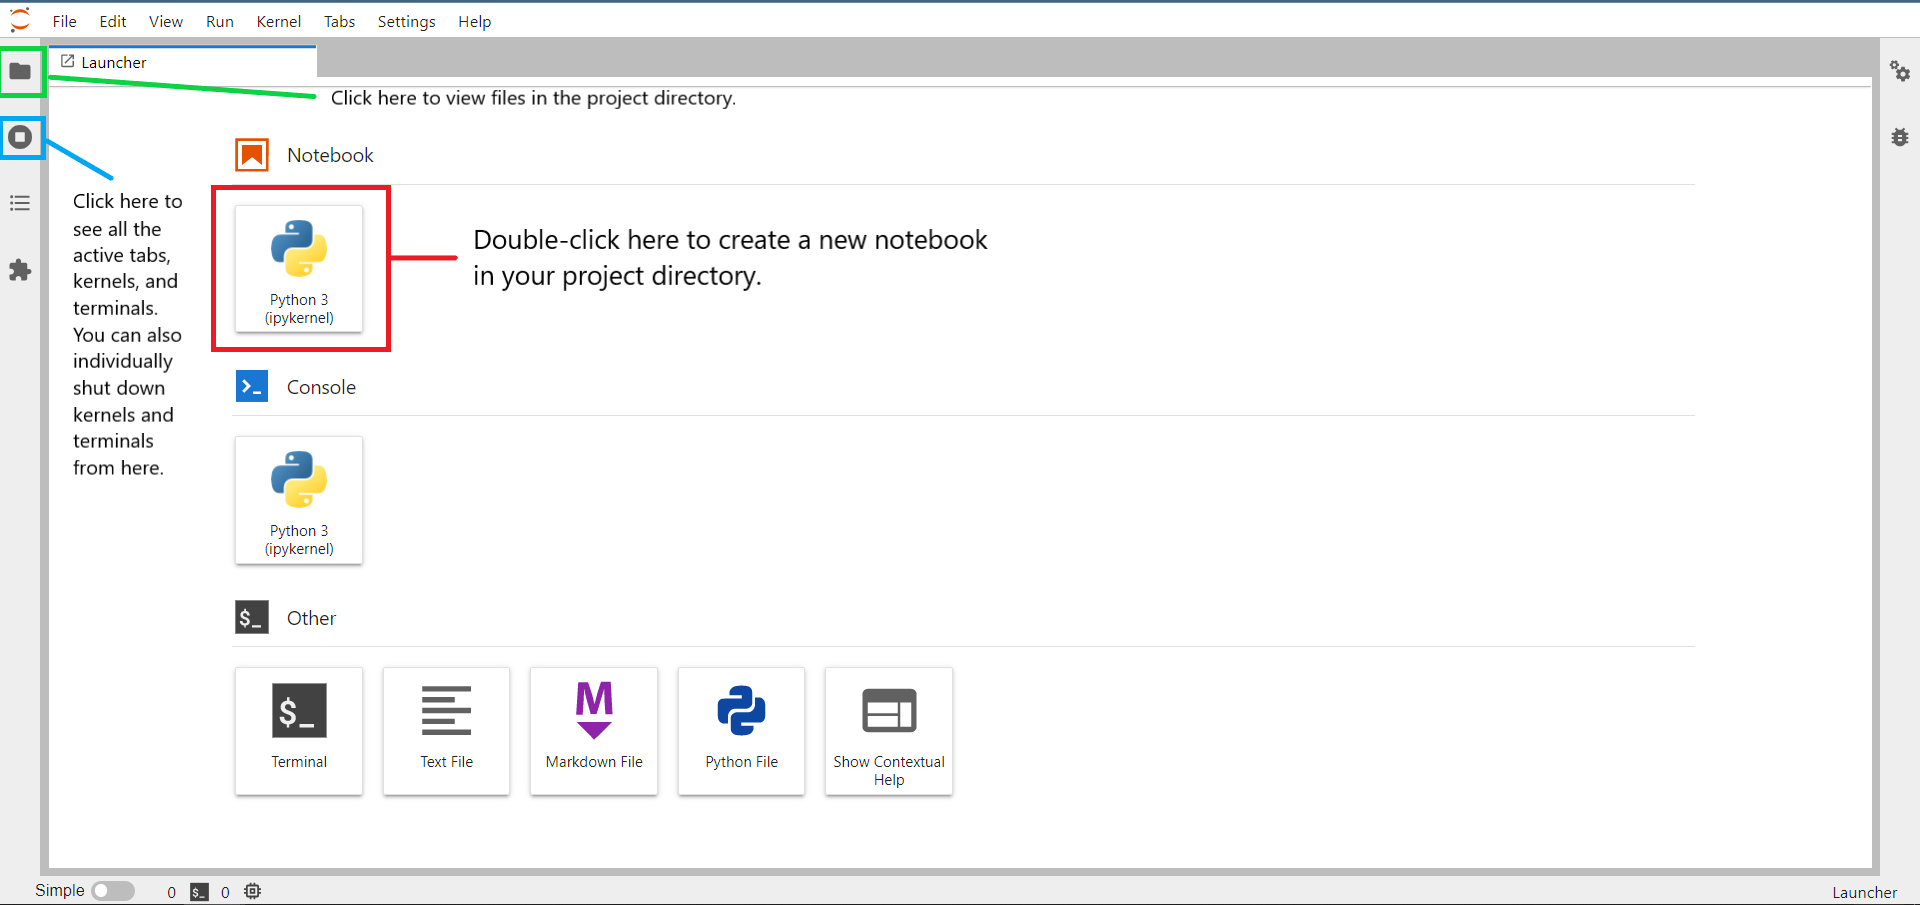 File Edit View Run Kernel Tabs Settings Help
Launcher
Click here to view files in the project directory.
Notebook
Click here to
see all the
active tabs,
kernels, and
terminals.
You can also
individually
shut down
kernels and
terminals
from here.
Python 3
(ipykernel)
Double-click here to create a new notebook
in your project directory.
Console
Python 3
(ipykernel)
$_ Other
$_
Terminal
Text File
M
Markdown File
Python File
Show Contextual
Help
Simple 0 $_ 0
Launcher